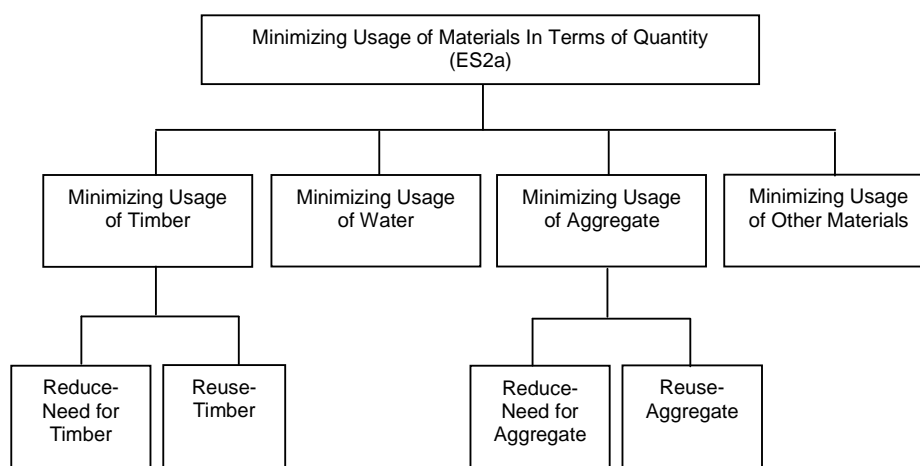 Minimizing Usage of Materials In Terms of Quantity
(ES2a)
Minimizing Usage
of Timber
Minimizing Usage
of Water
Minimizing Usage
of Aggregate
Minimizing Usage
of Other Materials
Reduce-
Need for
Timber
Reuse-
Timber
Reduce-
Need for
Aggregate
Reuse-
Aggregate